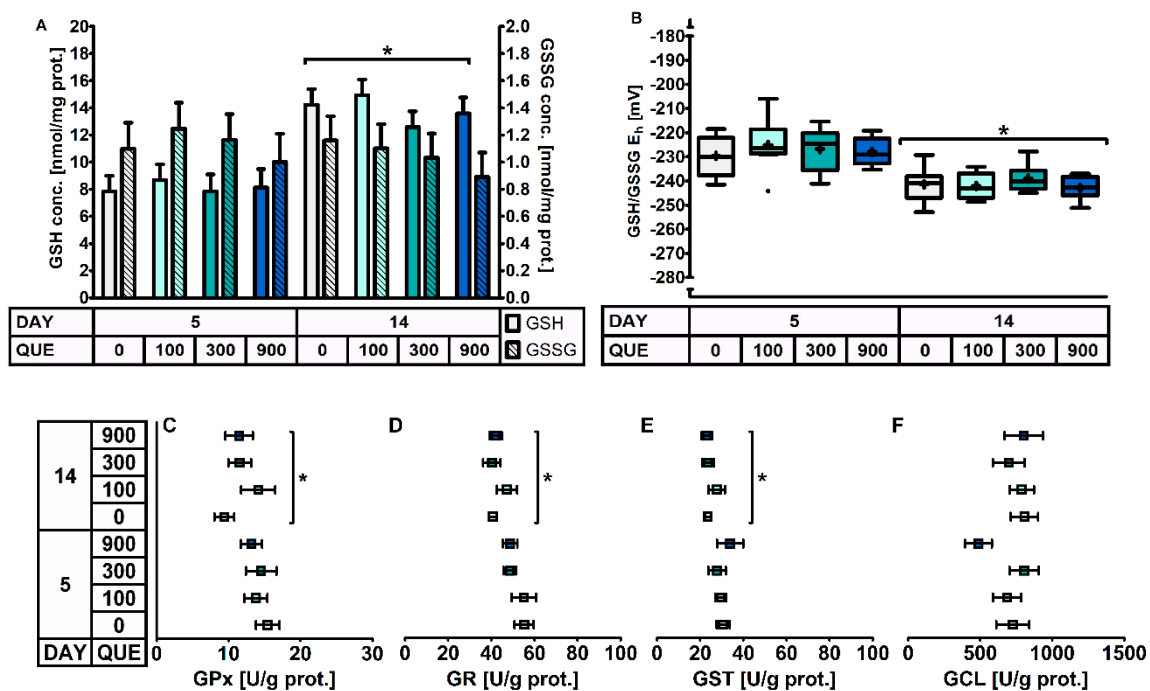 A
B
GSH conc. [nmol/mg prot.]
20
18
16
14
12
10
8
6
4
2
0
GSSG conc. [nmol/mg prot.]
2.0
1.8
1.6
1.4
1.2
1.0
0.8
0.6
0.4
0.2
0.0
*
DAY 5 14
QUE 0 100 300 900 0 100 300 900
GSH
GSSG
GSH/GSSG Eh [mV]
-180
-190
-200
-210
-220
-230
-240
-250
-260
-270
-280
*
DAY 5 14
QUE 0 100 300 900 0 100 300 900
C D E F
14 900
300
100
0
5 900
300
100
0
DAY QUE
* * *
0 10 20 30
GPx [U/g prot.]
0 20 40 60 80 100
GR [U/g prot.]
0 20 40 60 80 100
GST [U/g prot.]
0 500 1000 1500
GCL [U/g prot.]